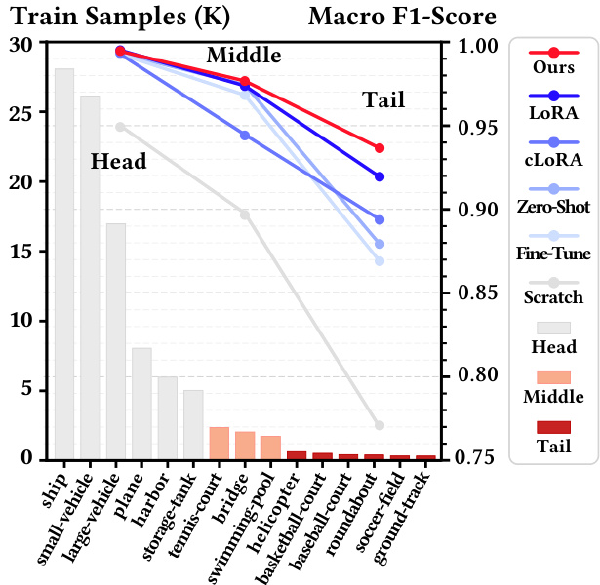 Train Samples (K)
Macro F1-Score
30
25
20
15
10
5
0
Head
Middle
Tail
1.00
0.95
0.90
0.85
0.80
0.75
ship
small-vehicle
large-vehicle
plane
harbor
storage-tank
tennis-court
bridge
swimming-pool
helicopter
basketball-court
baseball-court
roundabout
soccer-field
ground-track
Ours
LoRA
cLoRA
Zero-Shot
Fine-Tune
Scratch
Head
Middle
Tail